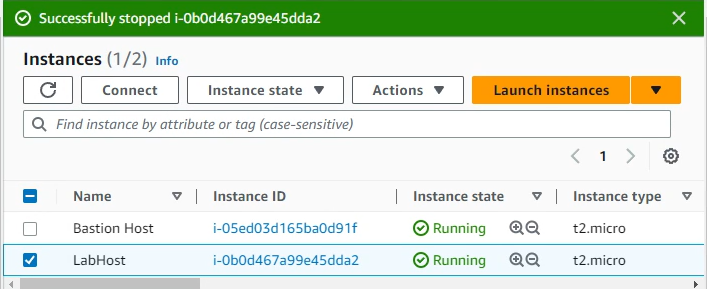 Successfully stopped i-0b0d467a99e45dda2
Instances (1/2) Info
Connect Instance state Actions Launch instances
Find instance by attribute or tag (case-sensitive)
1
Name Instance ID Instance state Instance type
Bastion Host i-05ed03d165ba0d91f Running t2.micro
LabHost i-0b0d467a99e45dda2 Running t2.micro